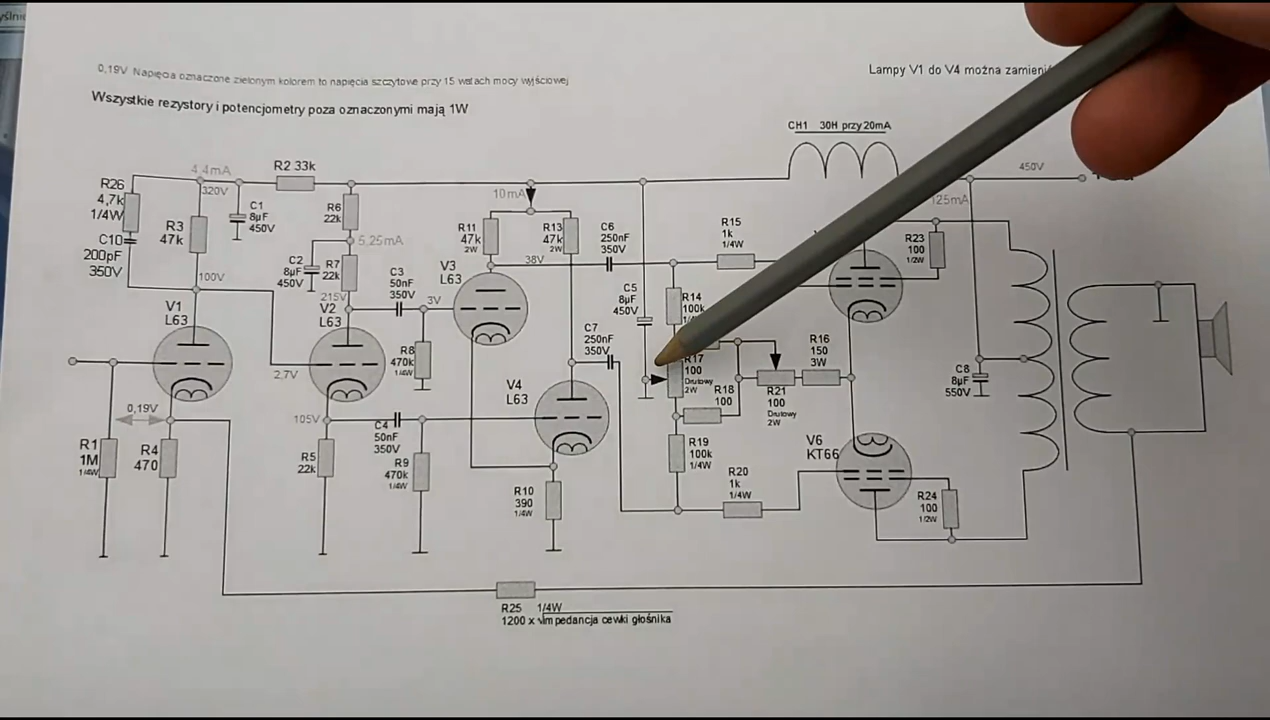 0,19V Napięcia oznaczone zielonym kolorem to napięcia szczytowe przy 15 watach mocy wyjściowej
Lampy V1 do V4 można zamieni
Wszystkie rezystory i potencjometry poza oznaczonymi mają 1W
CH1 30H przy 20mA
450V
4,4mA
320V
R2 33k
R26
4,7k
1/4W
C10
200pF
350V
R3
47k
C1
8µF
450V
R6
22k
10mA
5,25mA
C2
8µF
450V
R7
22k
215V
100V
V1
L63
V2
L63
C3
50nF
350V
3V
V3
L63
R11
47k
2W
R13
47k
2W
38V
C6
250nF
350V
R15
1k
1/4W
125mA
R23
100
1/2W
C5
8µF
450V
R14
100k
C7
250nF
350V
R17
100
Drutowy
2W
R16
150
3W
R18
100
R21
100
Drutowy
2W
C8
8µF
550V
2,7V
R8
470k
1/4W
V4
L63
0,19V
105V
C4
50nF
350V
R1
1M
1/4W
R4
470
R5
22k
R9
470k
1/4W
R10
390
1/4W
R19
100k
1/4W
R20
1k
1/4W
V6
KT66
R24
100
1/2W
R25 1/4W
1200 x √impedancja cewki głośnika